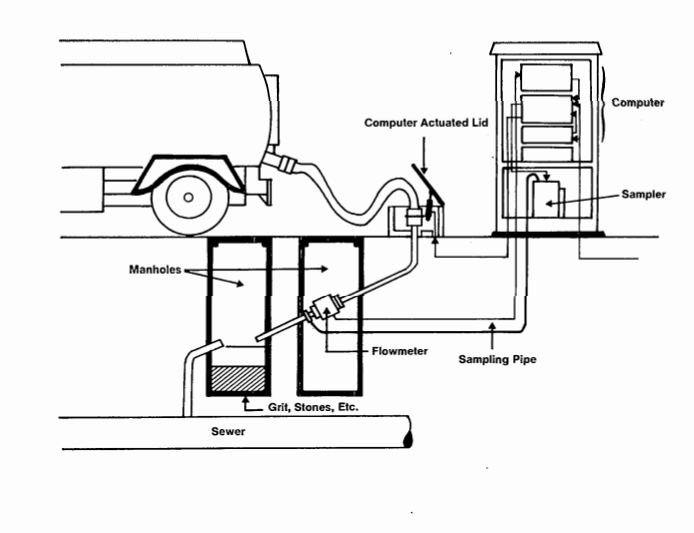 Computer Actuated Lid
Computer
Sampler
Manholes
Flowmeter
Sampling Pipe
Grit, Stones, Etc.
Sewer